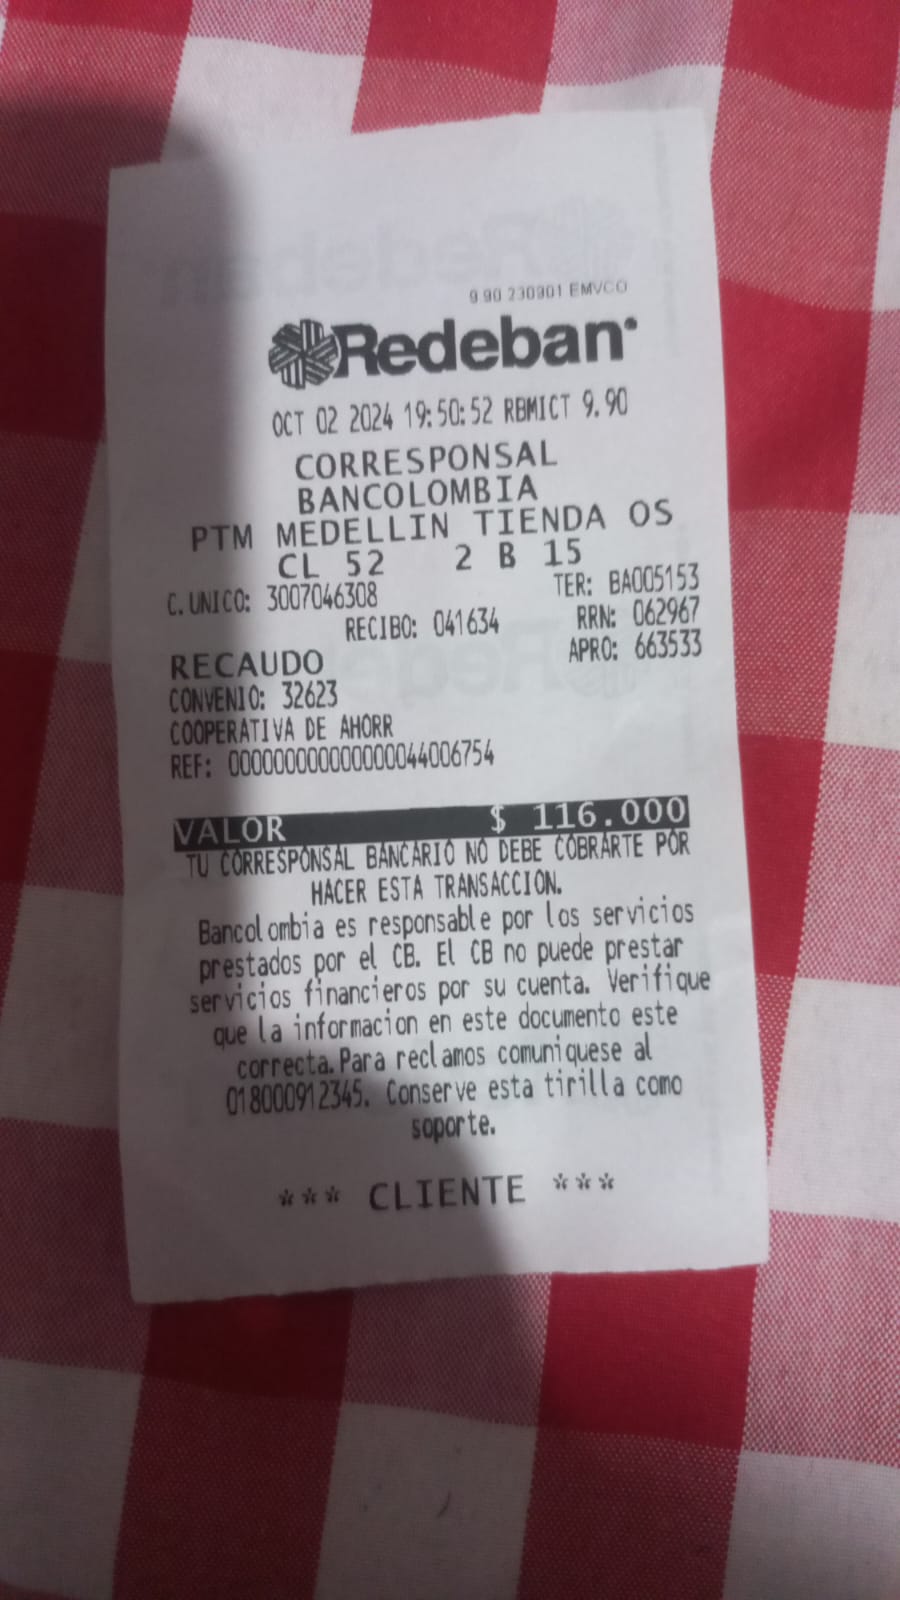 9.90 230901 EMVCO
Redeban
OCT 02 2024 19:50:52 RBMICT 9.90
CORRESPONSAL
BANCOLOMBIA
PTM MEDELLIN TIENDA OS
CL 52 2 B 15
C.UNICO: 3007046308 TER: BA005153
RECIBO: 041634 RRN: 062967
RECAUDO APRO: 663533
CONVENIO: 32623
COOPERATIVA DE AHORR
REF: 000000000000000044006754
VALOR $ 116.000
TU CORRESPONSAL BANCARIO NO DEBE COBRARTE POR
HACER ESTA TRANSACCION.
Bancolombia es responsable por los servicios
prestados por el CB. El CB no puede prestar
servicios financieros por su cuenta. Verifique
que la informacion en este documento este
correcta.Para reclamos comuniquese al
018000912345. Conserve esta tirilla como
soporte.
*** CLIENTE ***